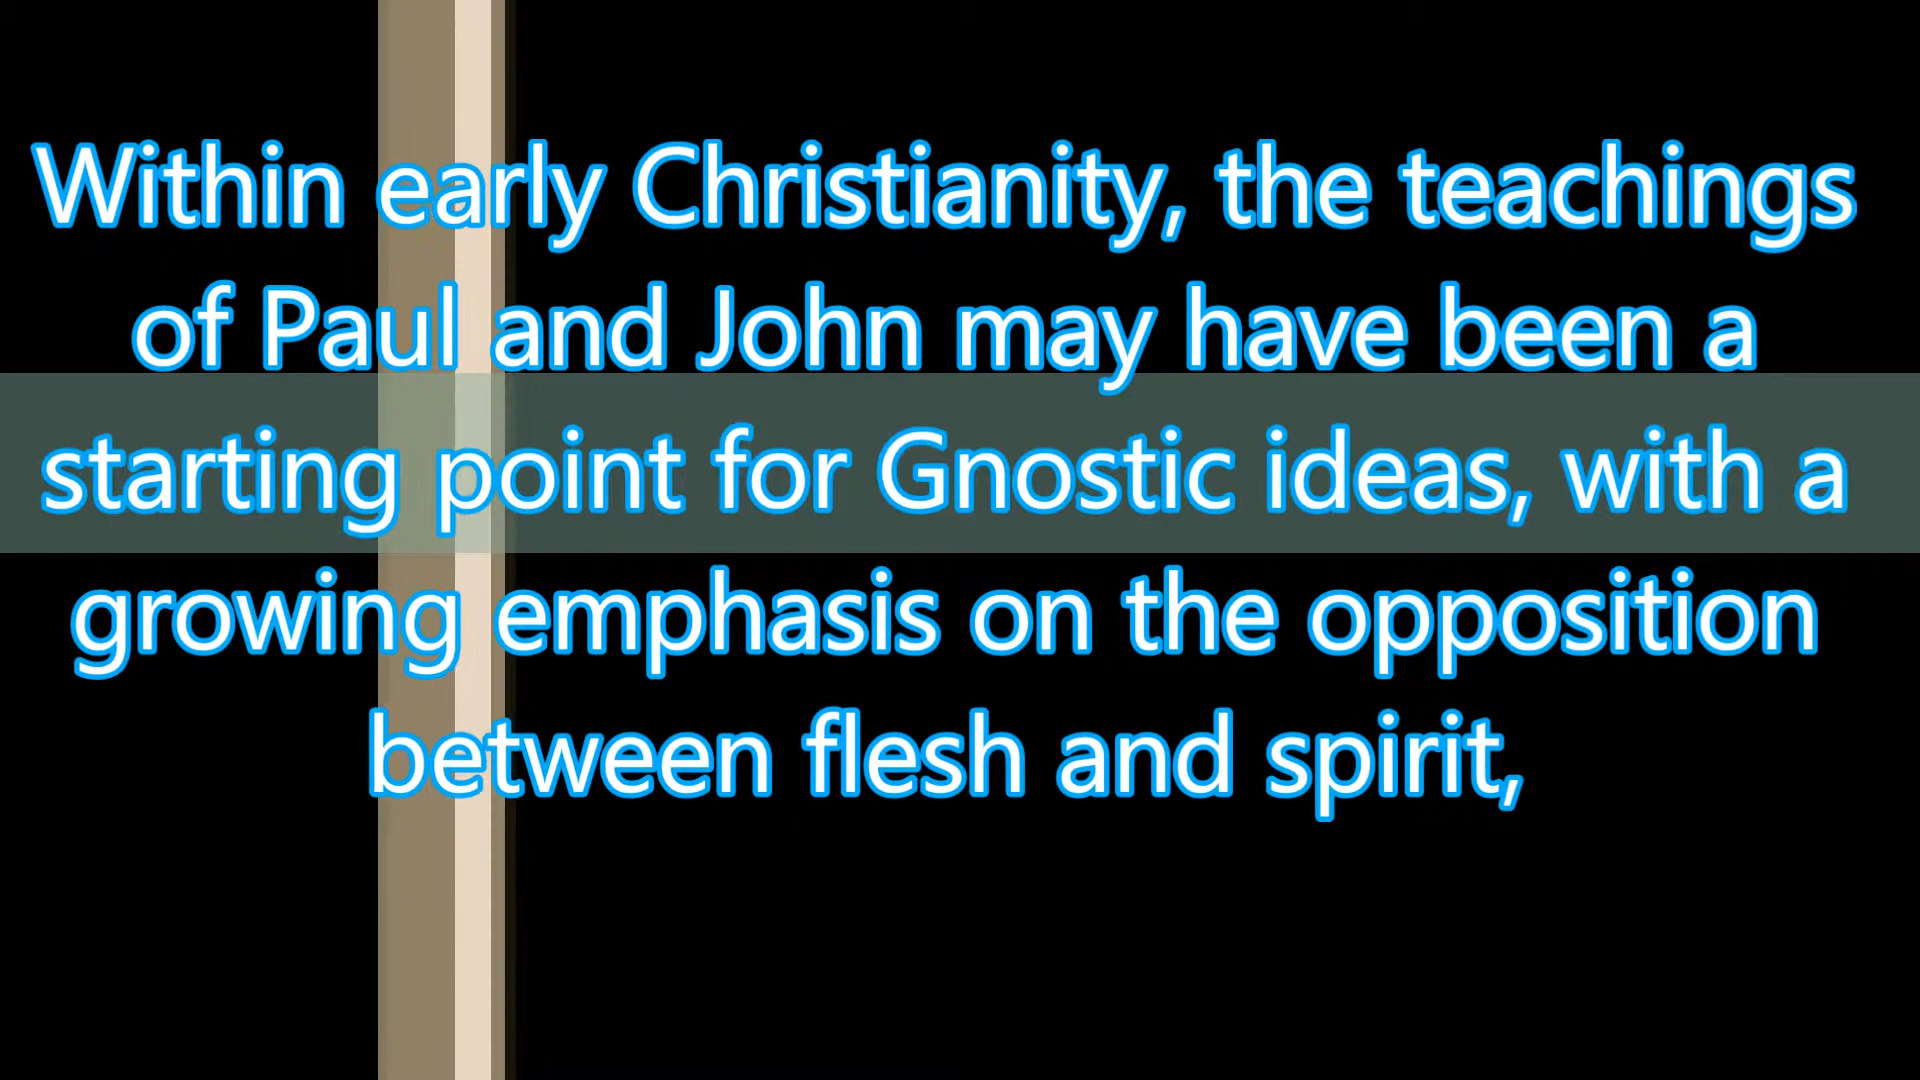 Within early Christianity, the teachings
of Paul and John may have been a
starting point for Gnostic ideas, with a
growing emphasis on the opposition
between flesh and spirit,